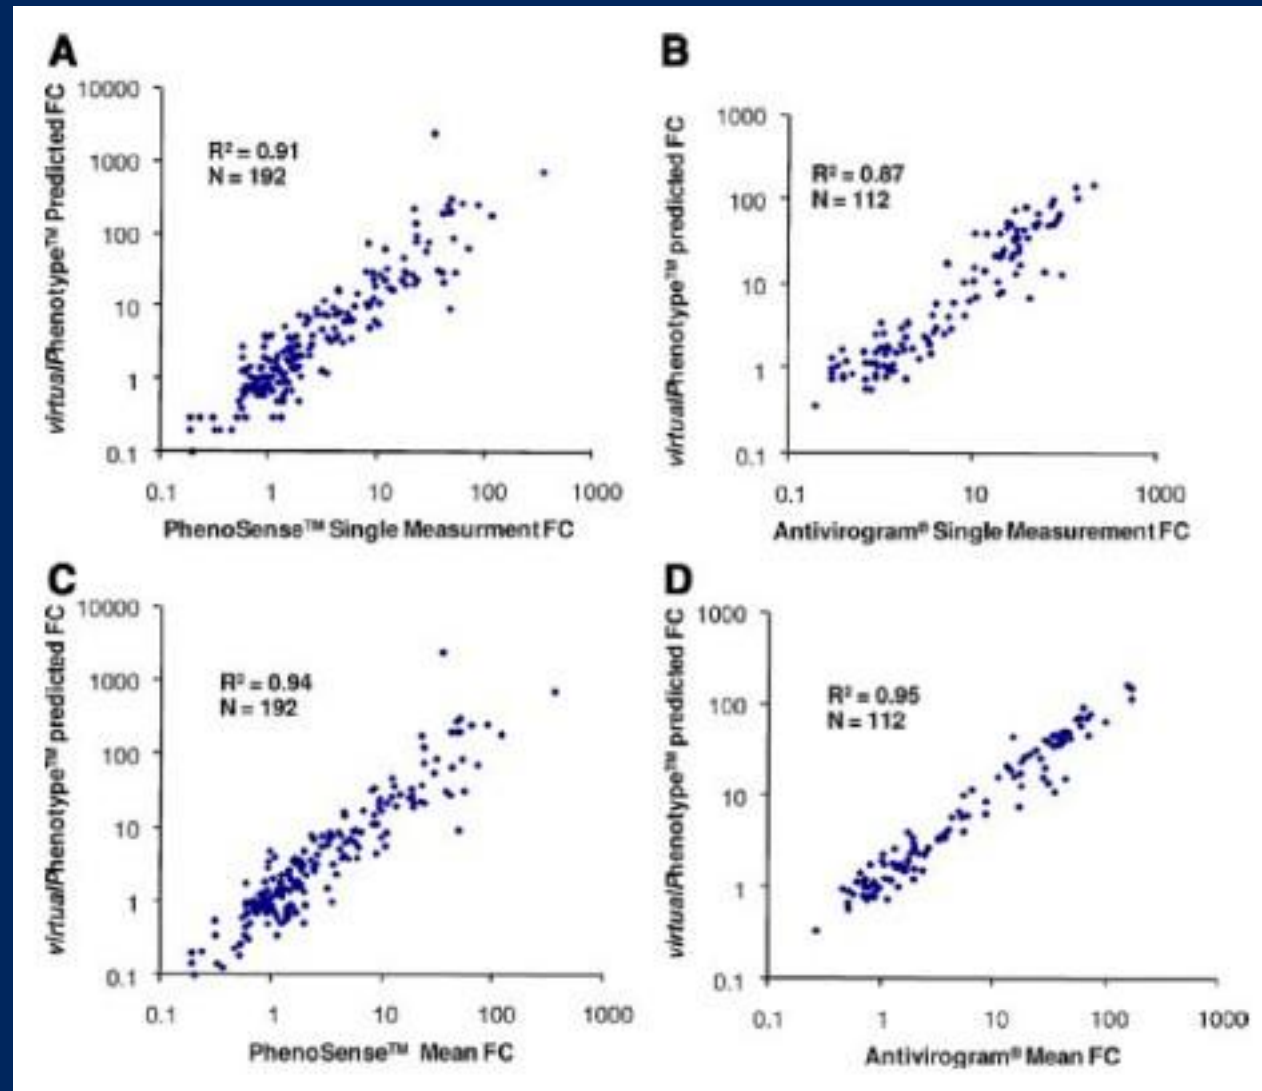 A
virtualPhenotype™ Predicted FC
10000
1000
100
10
1
0.1
R² = 0.91
N = 192
0.1 1 10 100 1000
PhenoSense™ Single Measurment FC
B
virtualPhenotype™ predicted FC
1000
100
10
1
0.1
R² = 0.87
N = 112
0.1 10 1000
Antivirogram® Single Measurement FC
C
virtualPhenotype™ predicted FC
10000
1000
100
10
1
0.1
R² = 0.94
N = 192
0.1 1 10 100 1000
PhenoSense™ Mean FC
D
virtualPhenotype™ predicted FC
1000
100
10
1
0.1
R² = 0.95
N = 112
0.1 1 10 100 1000
Antivirogram® Mean FC